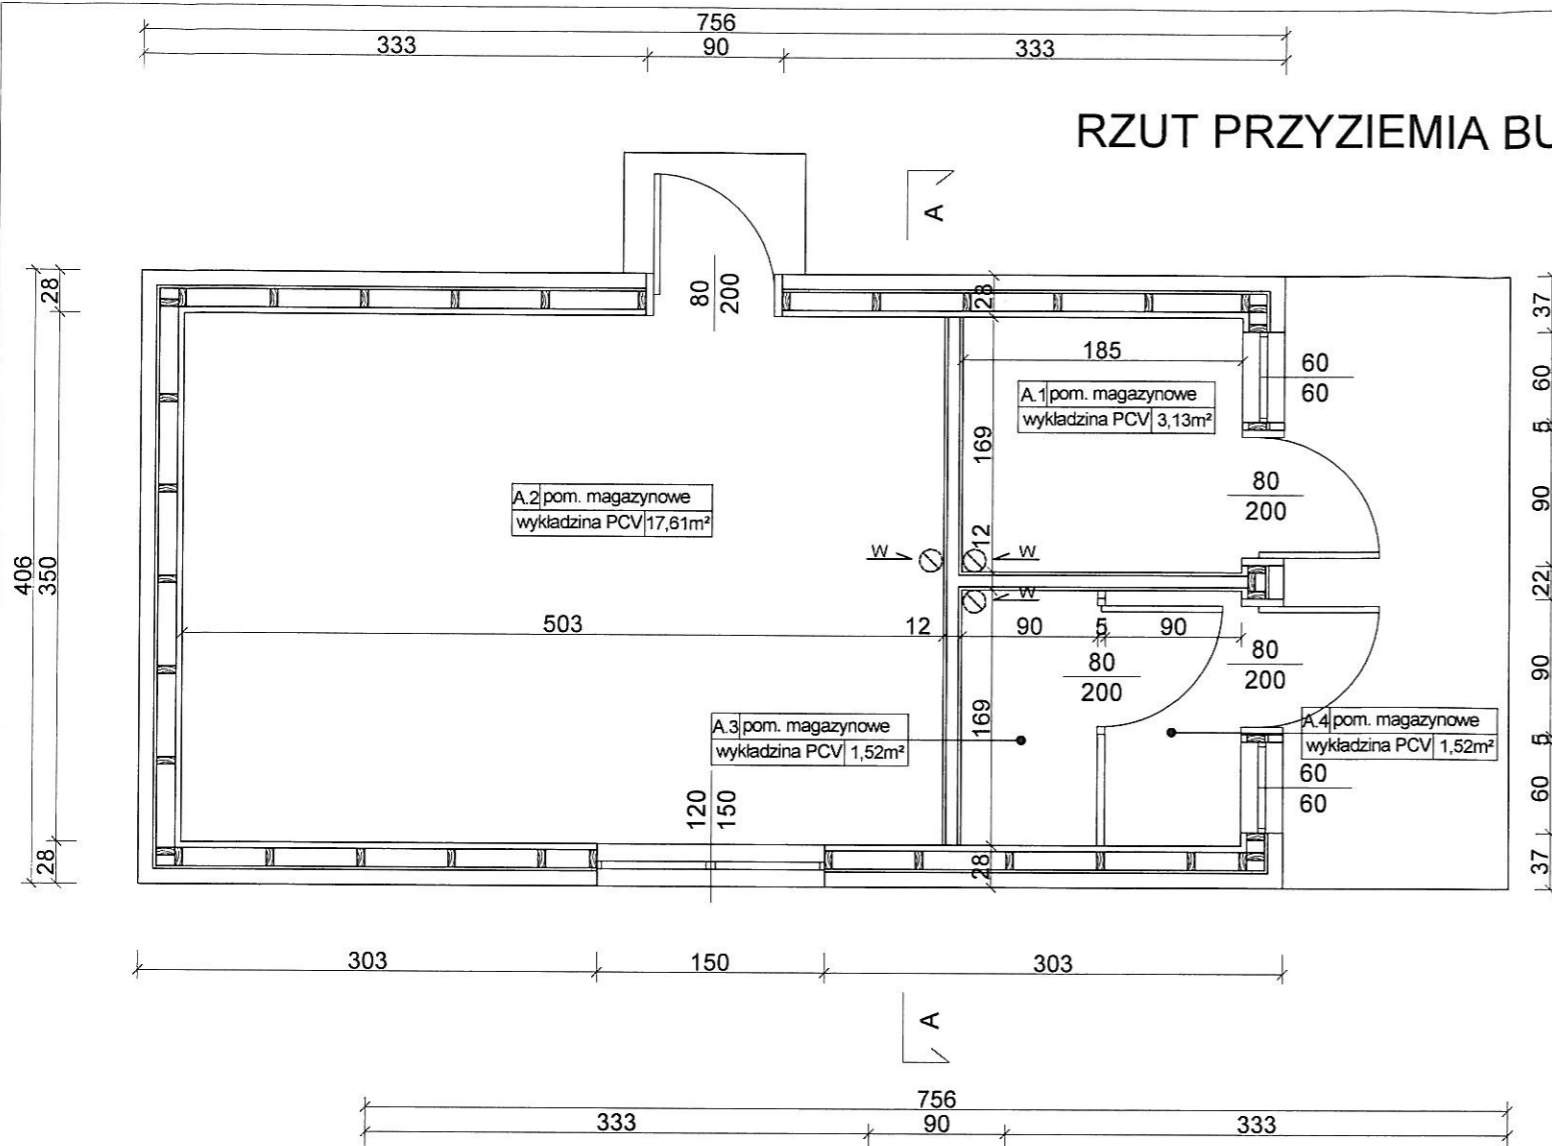 756
333 90 333
RZUT PRZYZIEMIA BU
A
28
28
37
80
200
185
60
60
60
A.1 pom. magazynowe
wykładzina PCV 3,13m²
5
169
80
200
90
A.2 pom. magazynowe
wykładzina PCV 17,61m²
12
W
W
406
350
22
W
503
12
90
5
90
80
200
80
200
90
169
A.3 pom. magazynowe
wykładzina PCV 1,52m²
A.4 pom. magazynowe
wykładzina PCV 1,52m²
5
120
150
60
60
60
28
28
37
303 150 303
A
756
333 90 333